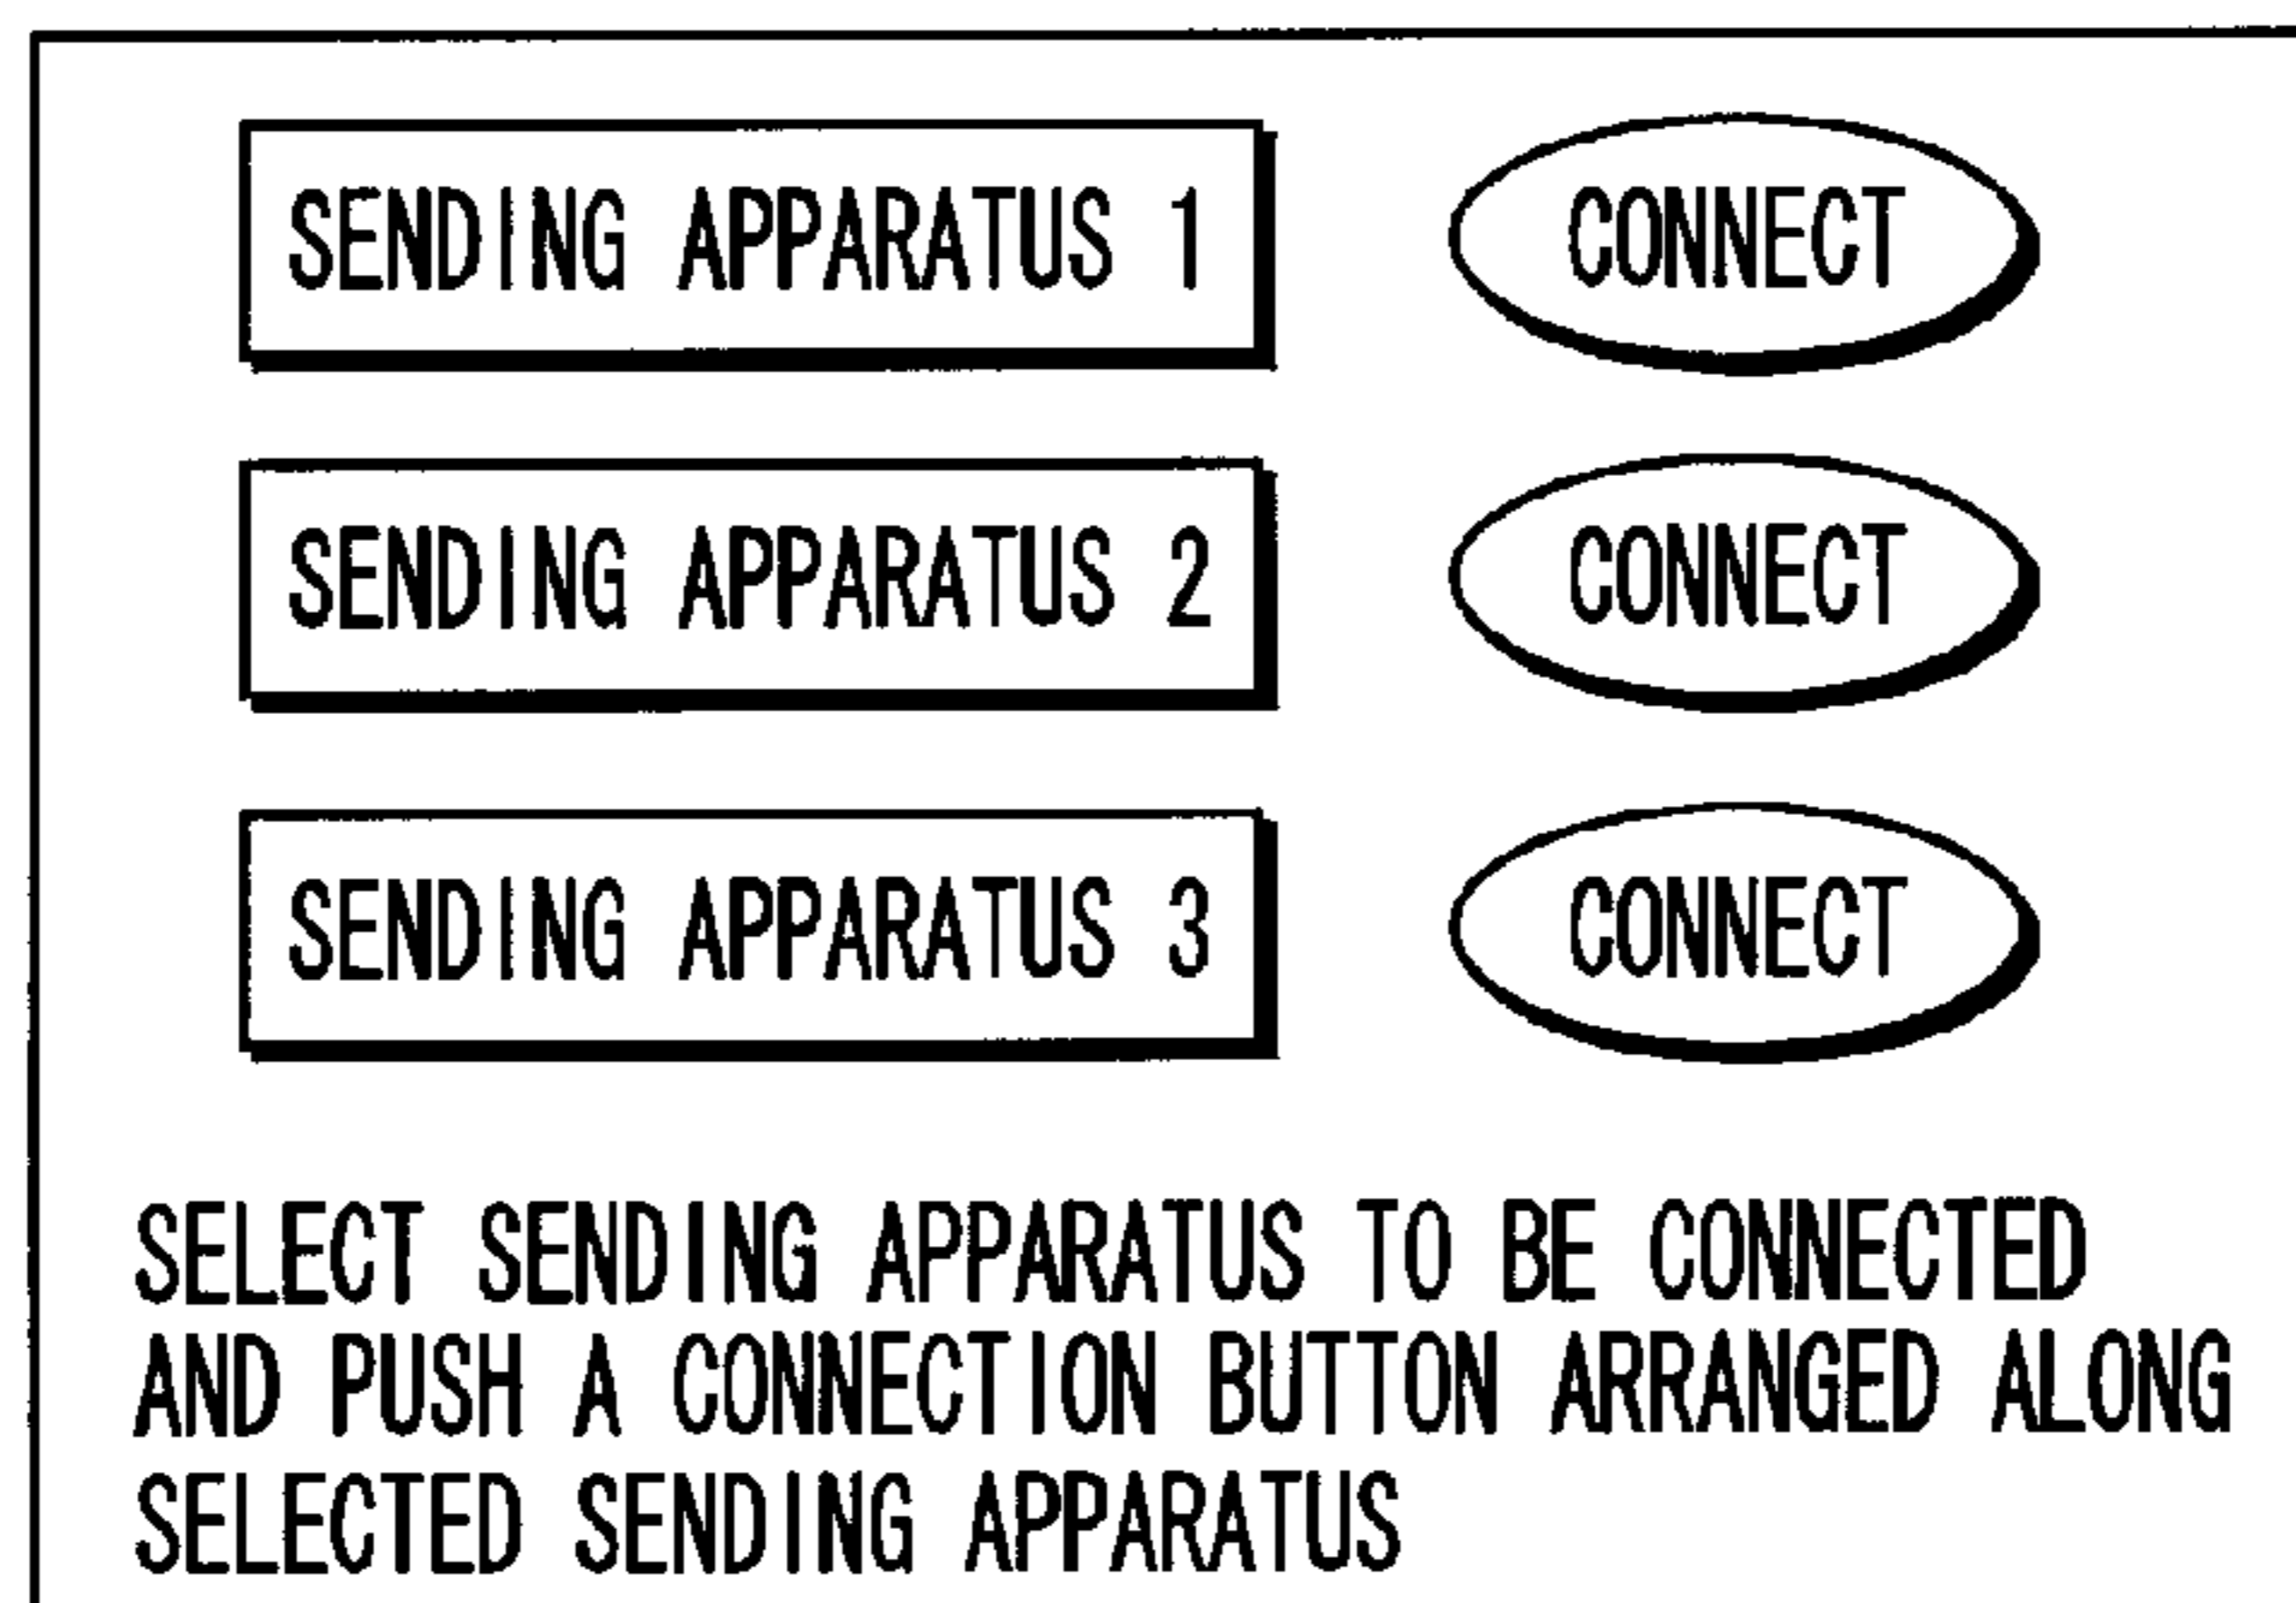 SENDING APPARATUS 1 CONNECT
SENDING APPARATUS 2 CONNECT
SENDING APPARATUS 3 CONNECT
SELECT SENDING APPARATUS TO BE CONNECTED
AND PUSH A CONNECTION BUTTON ARRANGED ALONG
SELECTED SENDING APPARATUS